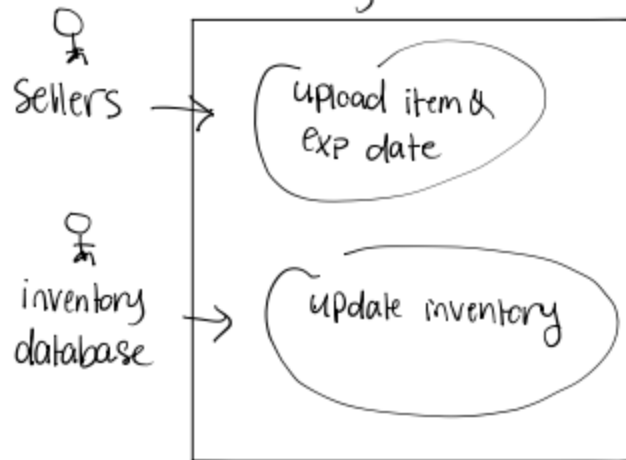 Sellers
upload item &
exp date
inventory
database
update inventory